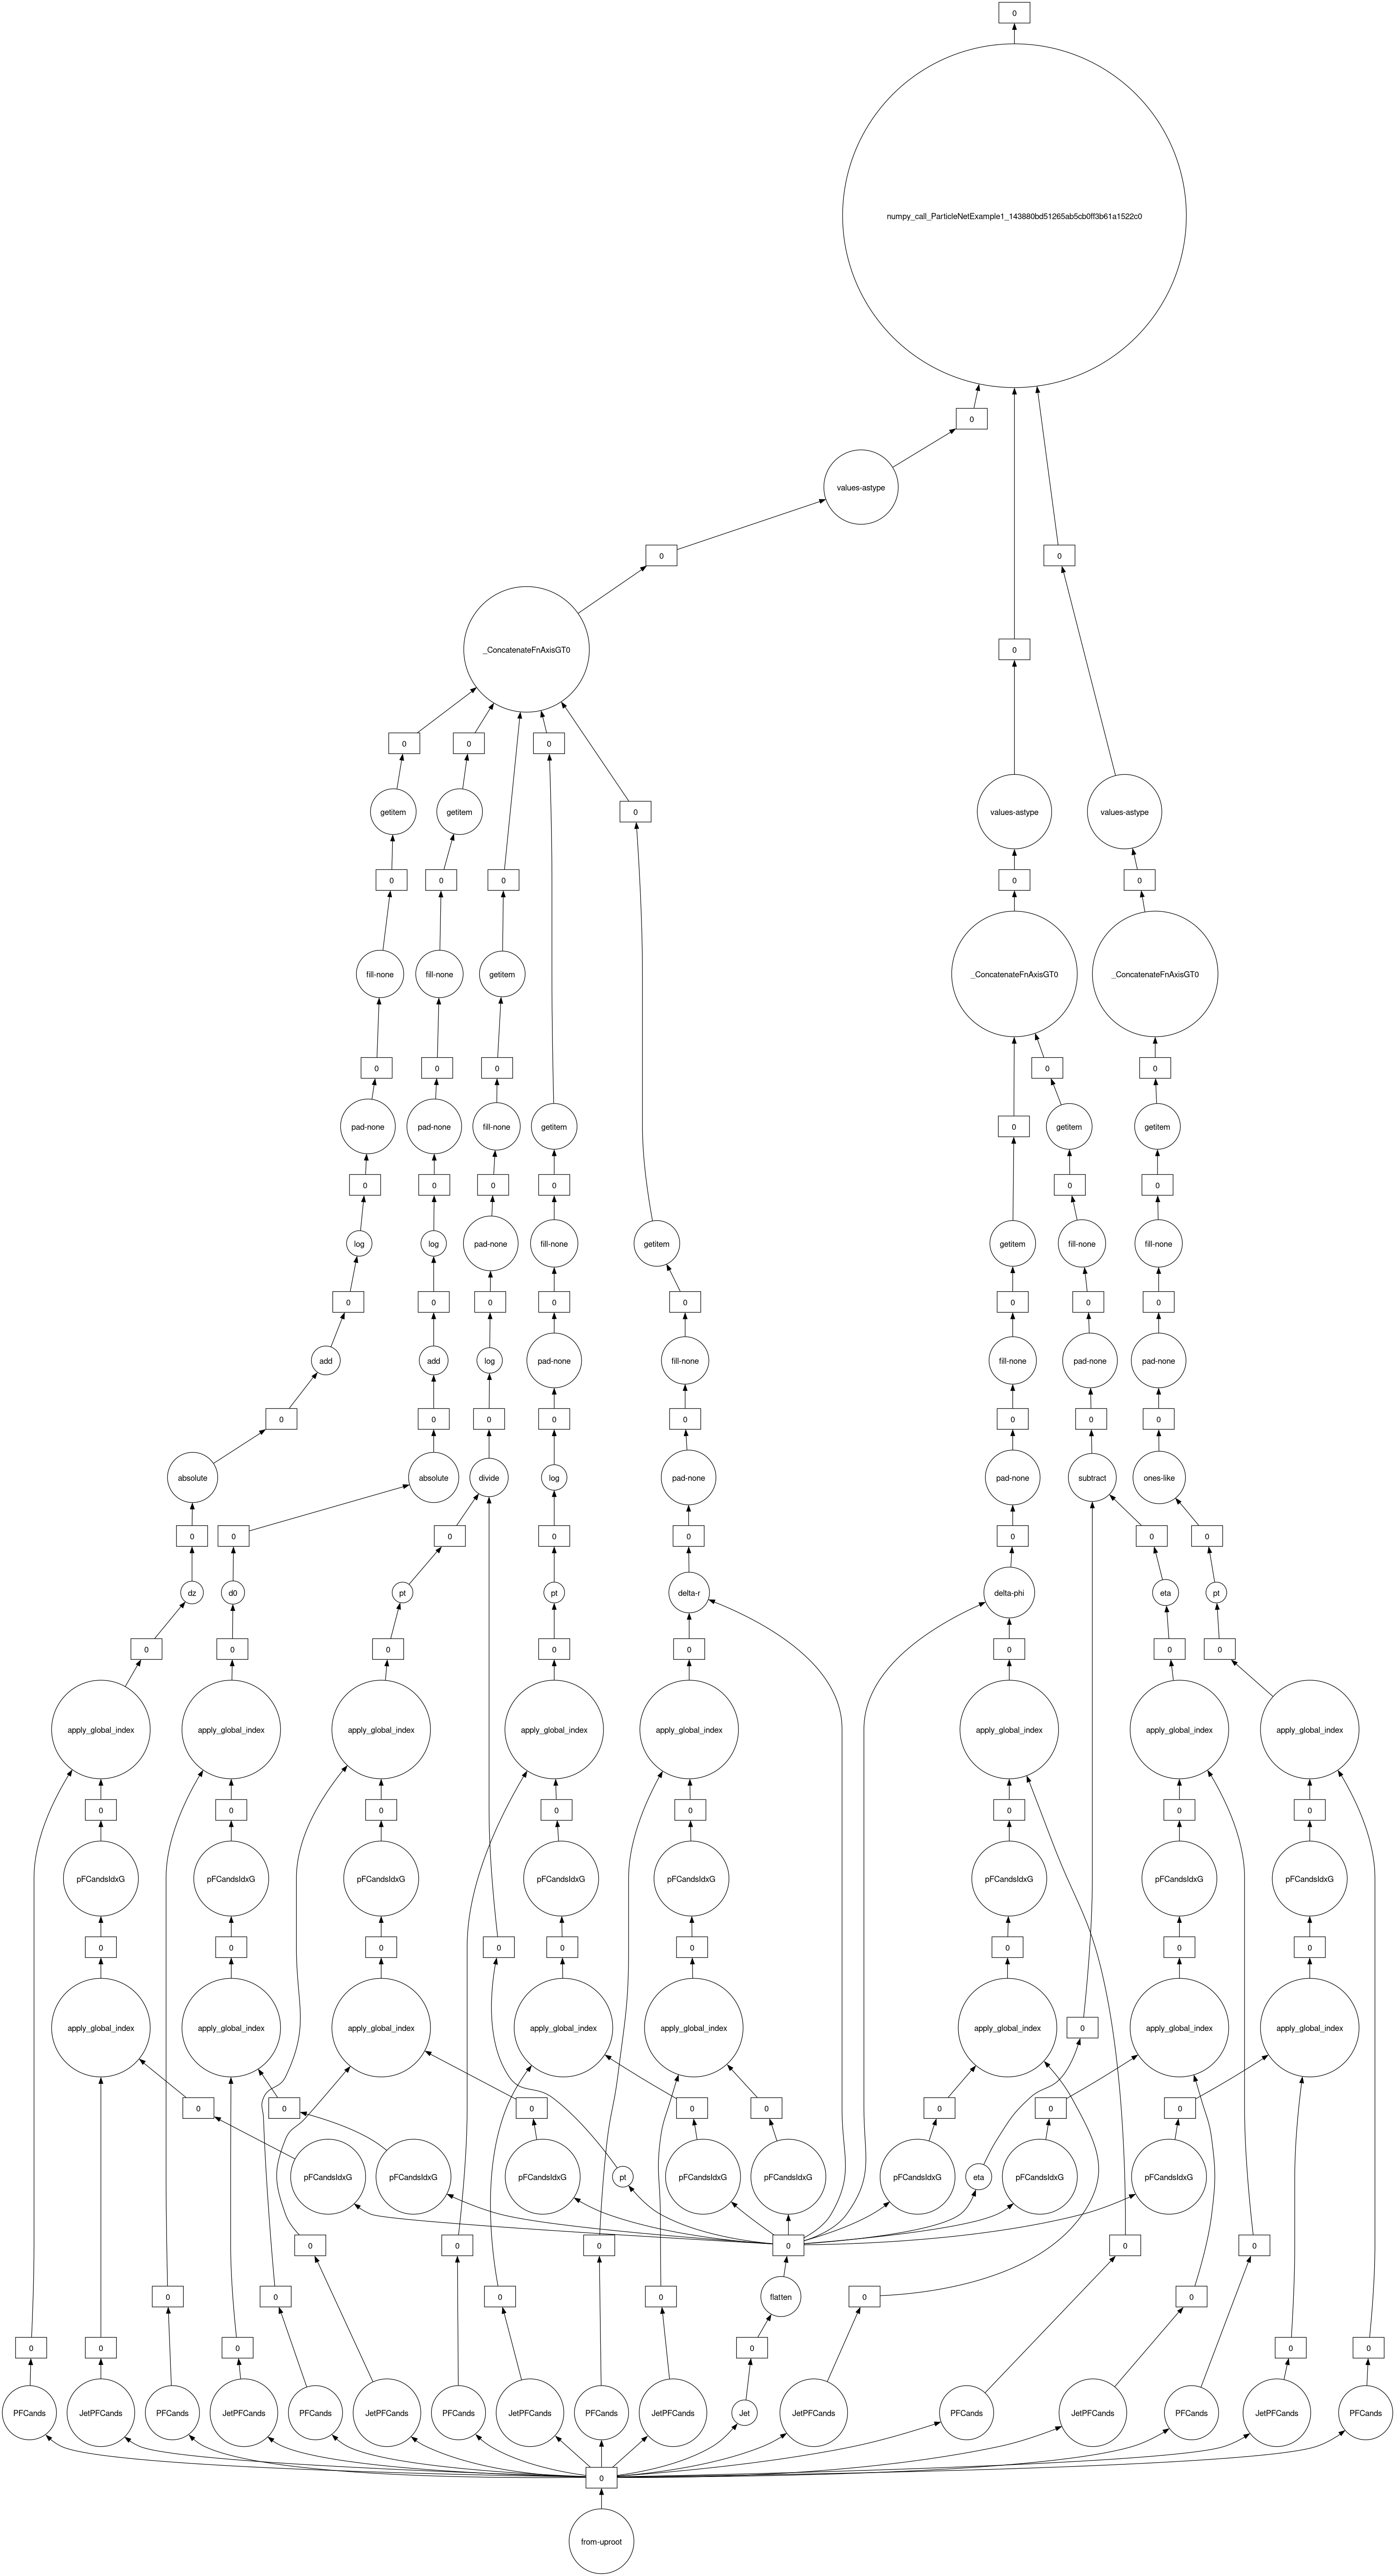 0
numpy_call_ParticleNetExample1_143880bd51265ab5cb0ff3b61a1522c0
0
values-astype
0 0
_ConcatenateFnAxisGT0 0
0 0 0
getitem getitem 0 values-astype values-astype
0 0 0 0 0
fill-none fill-none getitem _ConcatenateFnAxisGT0 _ConcatenateFnAxisGT0
0 0 0 0 0
pad-none pad-none fill-none getitem 0 getitem getitem
0 0 0 0 0 0
log log pad-none fill-none getitem getitem fill-none fill-none
0 0 0 0 0 0 0 0
add add log pad-none fill-none fill-none pad-none pad-none
0 0 0 0 0 0 0 0
absolute absolute divide log pad-none pad-none subtract ones-like
0 0 0 0 0 0 0 0
dz d0 pt pt delta-r delta-phi eta pt
0 0 0 0 0 0 0 0
apply_global_index apply_global_index apply_global_index apply_global_index apply_global_index apply_global_index apply_global_index apply_global_index
0 0 0 0 0 0 0 0
pFCandsIdxG pFCandsIdxG pFCandsIdxG pFCandsIdxG pFCandsIdxG pFCandsIdxG pFCandsIdxG pFCandsIdxG
0 0 0 0 0 0 0 0 0
apply_global_index apply_global_index apply_global_index apply_global_index apply_global_index apply_global_index 0 apply_global_index apply_global_index
0 0 0 0 0 0 0 0
pFCandsIdxG pFCandsIdxG pFCandsIdxG pt pFCandsIdxG pFCandsIdxG pFCandsIdxG eta pFCandsIdxG pFCandsIdxG
0 0 0 0 0 0
0 0 0 0 flatten 0 0
0 0 0 0 0 0
PFCands JetPFCands PFCands JetPFCands PFCands JetPFCands PFCands JetPFCands PFCands JetPFCands Jet JetPFCands PFCands JetPFCands PFCands JetPFCands PFCands
0
from-uproot